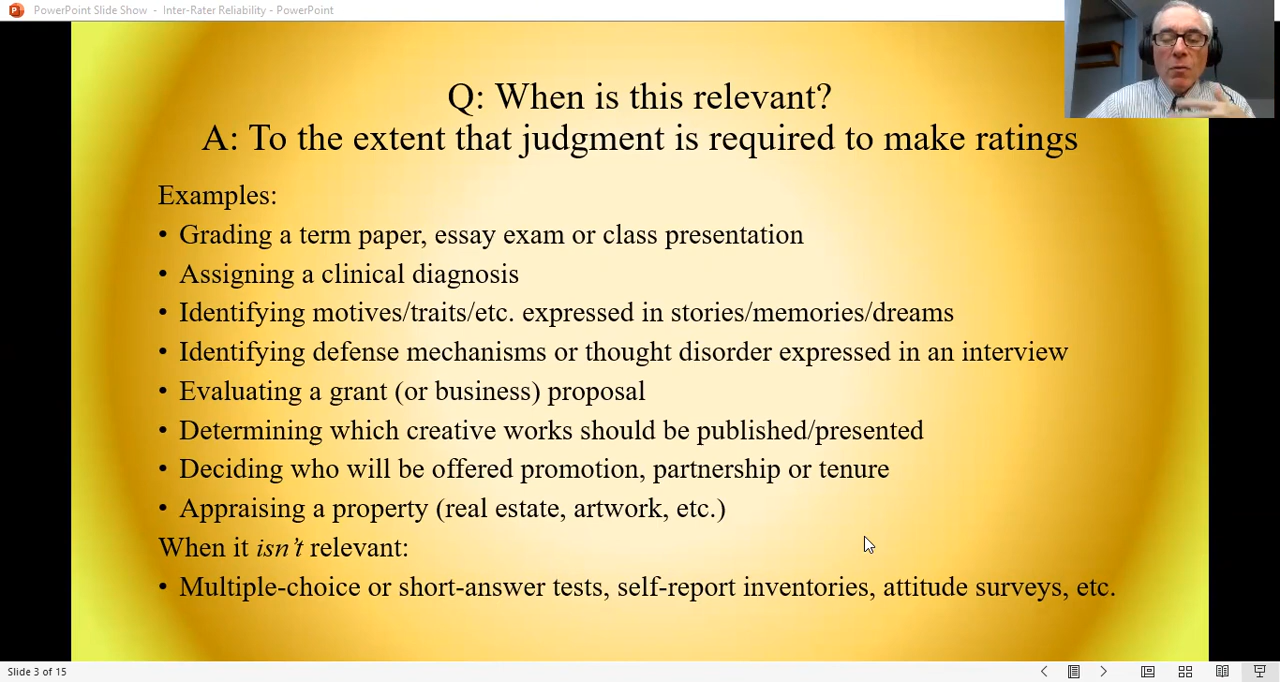 PowerPoint Slide Show - Inter-Rater Reliability - PowerPoint
Q: When is this relevant?
A: To the extent that judgment is required to make ratings
Examples:
• Grading a term paper, essay exam or class presentation
• Assigning a clinical diagnosis
• Identifying motives/traits/etc. expressed in stories/memories/dreams
• Identifying defense mechanisms or thought disorder expressed in an interview
• Evaluating a grant (or business) proposal
• Determining which creative works should be published/presented
• Deciding who will be offered promotion, partnership or tenure
• Appraising a property (real estate, artwork, etc.)
When it isn’t relevant:
• Multiple-choice or short-answer tests, self-report inventories, attitude surveys, etc.
Slide 3 of 15